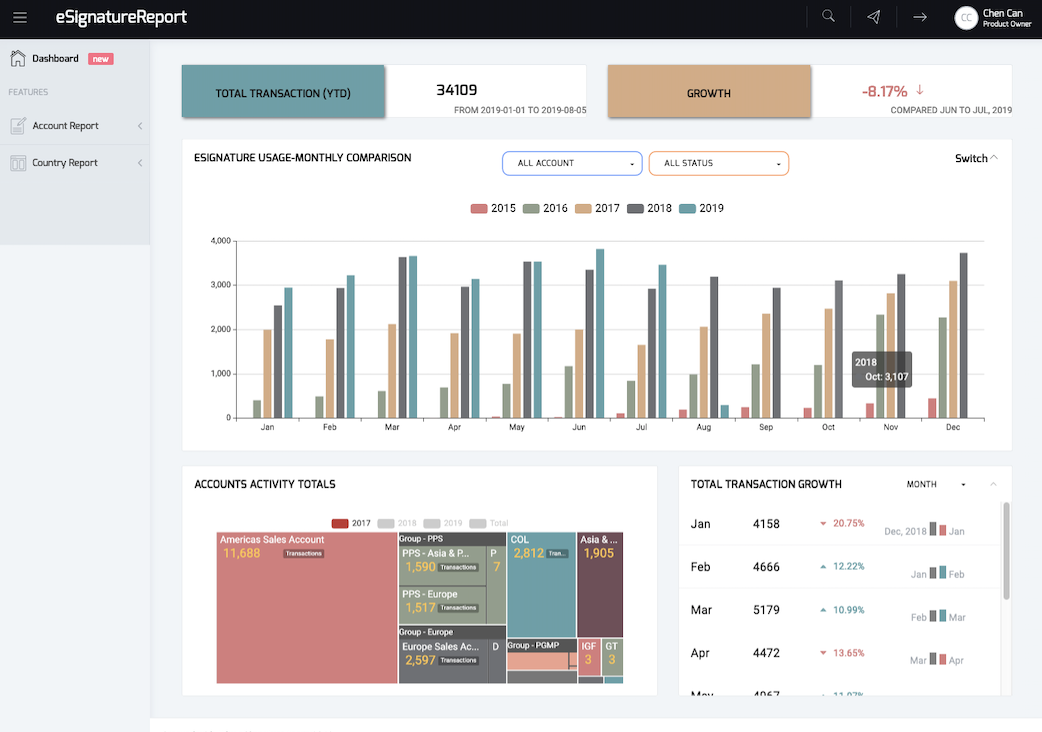 eSignatureReport
CC
Chen Can
Product Owner
Dashboard new
FEATURES
Account Report
Country Report
TOTAL TRANSACTION (YTD)
34109
FROM 2019-01-01 TO 2019-08-05
GROWTH
-8.17% ↓
COMPARED JUN TO JUL, 2019
ESIGNATURE USAGE-MONTHLY COMPARISON
ALL ACCOUNT
ALL STATUS
Switch
2015 2016 2017 2018 2019
4,000
3,000
2,000
1,000
0
2018
Oct: 3,107
Jan Feb Mar Apr May Jun Jul Aug Sep Oct Nov Dec
ACCOUNTS ACTIVITY TOTALS
2017 2018 2019 Total
Americas Sales Account
11,688 Transactions
Group - PPS
PPS - Asia & P...
1,590 Transactions
P
7
PPS - Europe
1,517 Transactions
Group - Europe
Europe Sales Ac...
2,597 Transactions
D
COL
2,812 Tran...
Asia & ...
1,905
Group - PGMP
IGF
3
GT
3
TOTAL TRANSACTION GROWTH
MONTH
Jan 4158 20.75% Dec, 2018 Jan
Feb 4666 12.22% Jan Feb
Mar 5179 10.99% Feb Mar
Apr 4472 13.65% Mar Apr
May 4967 11.07%